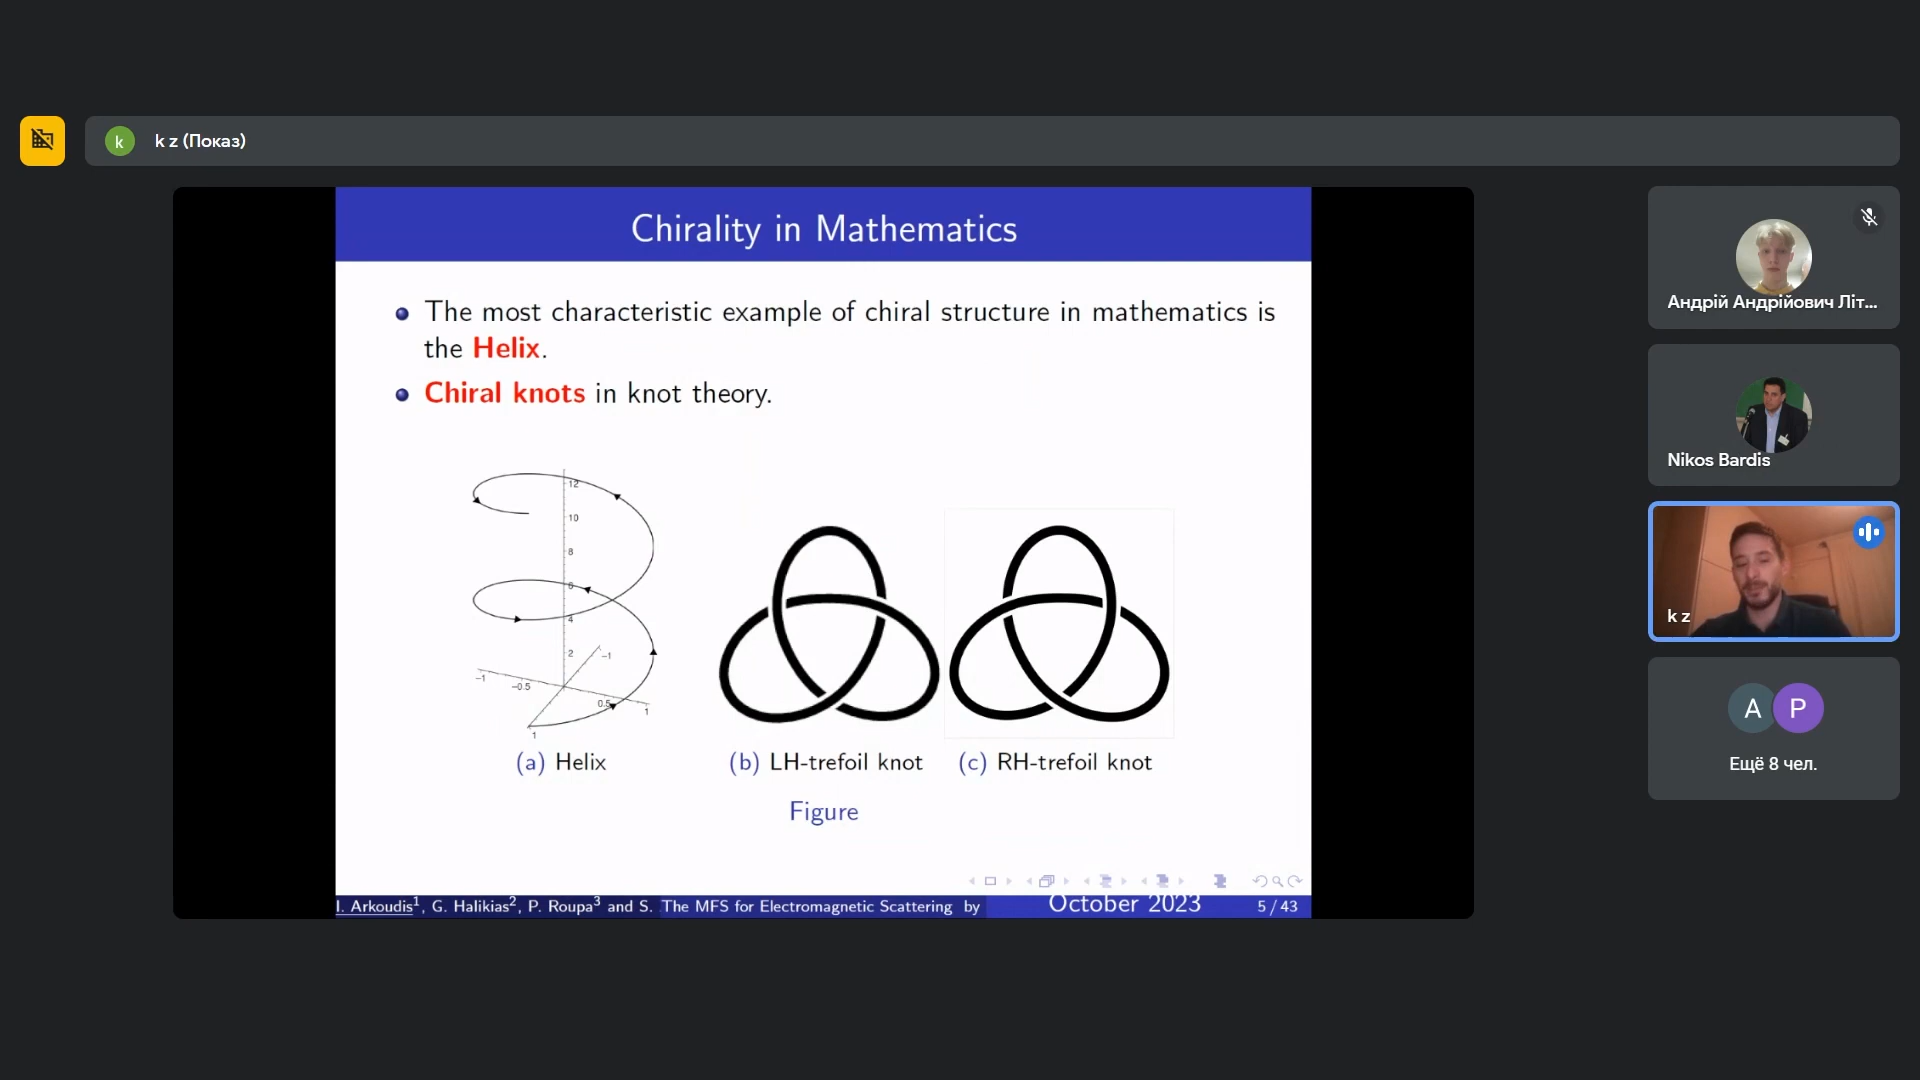 k
k z (Показ)
Chirality in Mathematics
The most characteristic example of chiral structure in mathematics is
the Helix.
Chiral knots in knot theory.
12
10
8
6
4
2
-1
-1
-0.5
0.5
1
1
(a) Helix
(b) LH-trefoil knot
(c) RH-trefoil knot
Figure
I. Arkoudis1, G. Halikias2, P. Roupa3 and S. The MFS for Electromagnetic Scattering by
October 2023
5 / 43
Андрій Андрійович Літ...
Nikos Bardis
k z
A
P
Ещё 8 чел.